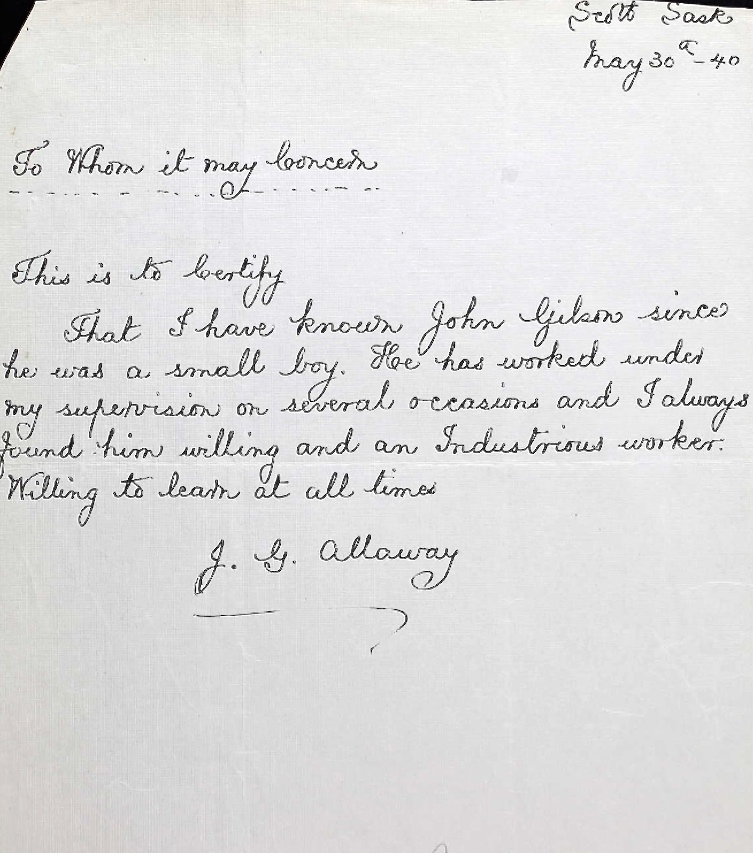 Scott Sask
May 30th - 40
To Whom it may Concern
This is to Certify
That I have known John Gilson since
he was a small boy. He has worked under
my supervision on several occasions and I always
found him willing and an Industrious worker.
Willing to learn at all times
J. G. Allaway